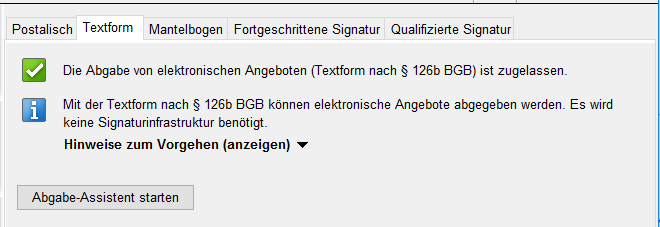 Postalisch Textform Mantelbogen Fortgeschrittene Signatur Qualifizierte Signatur
Die Abgabe von elektronischen Angeboten (Textform nach § 126b BGB) ist zugelassen.
Mit der Textform nach § 126b BGB können elektronische Angebote abgegeben werden. Es wird
keine Signaturinfrastruktur benötigt.
Hinweise zum Vorgehen (anzeigen)
Abgabe-Assistent starten